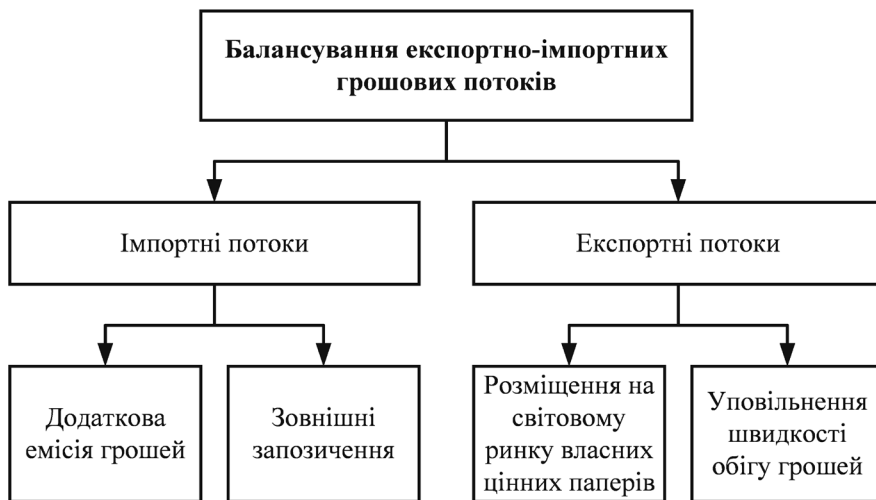 Балансування експортно-імпортних
грошових потоків
Імпортні потоки
Експортні потоки
Додаткова
емісія грошей
Зовнішні
запозичення
Розміщення на
світовому
ринку власних
цінних паперів
Уповільнення
швидкості
обігу грошей